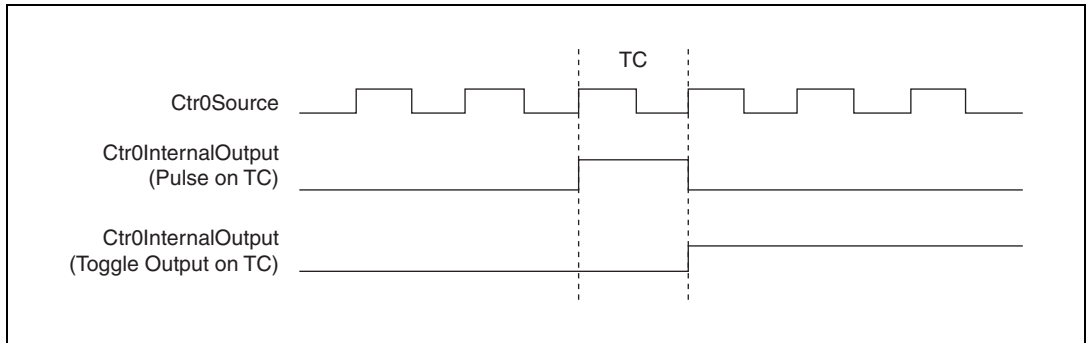 TC
Ctr0Source
Ctr0InternalOutput
(Pulse on TC)
Ctr0InternalOutput
(Toggle Output on TC)